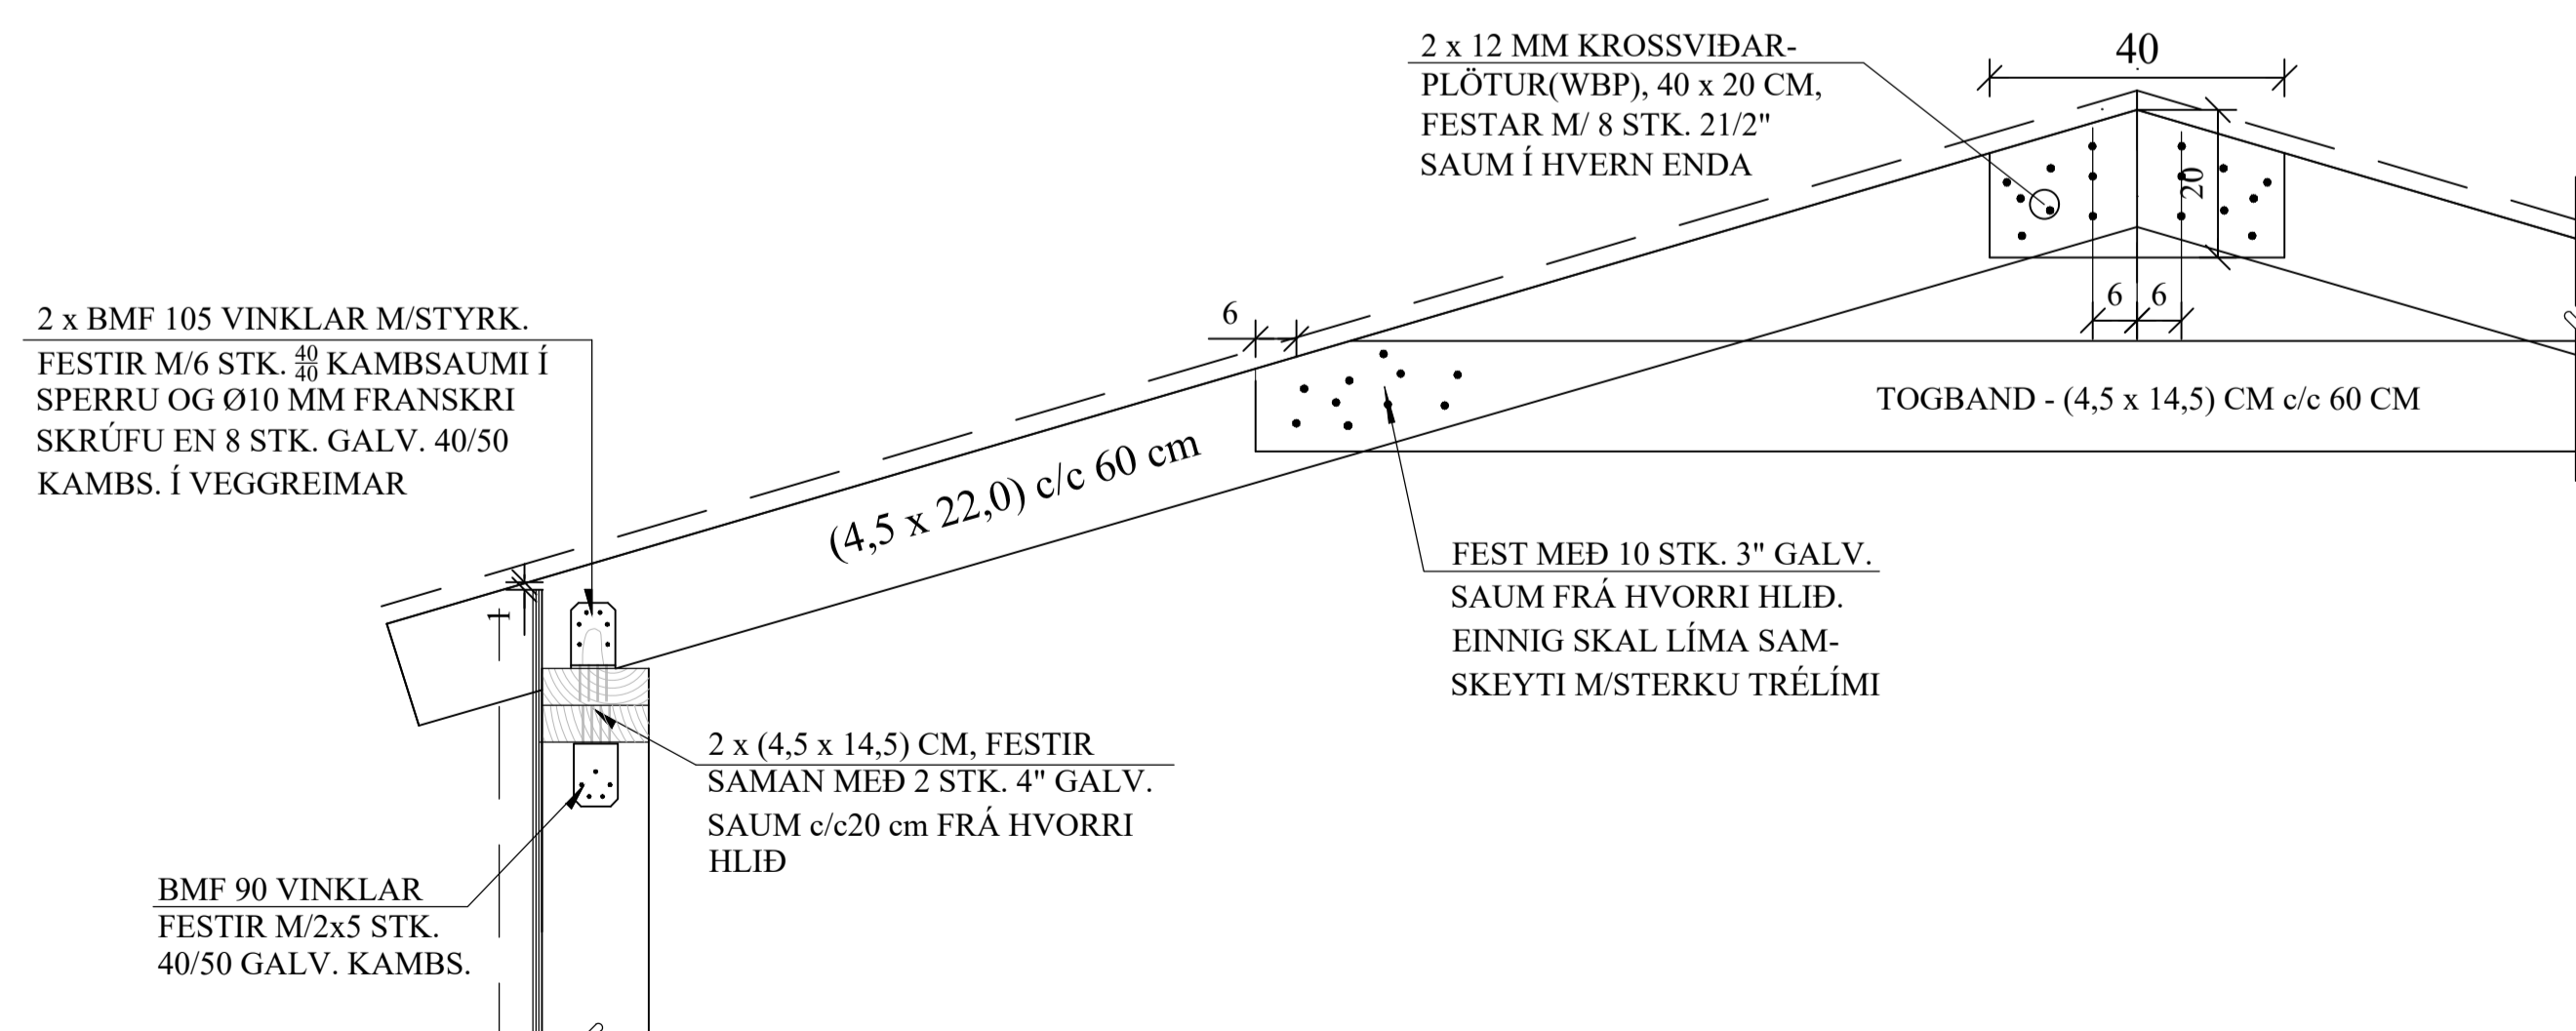 2 x 12 MM KROSSVIÐAR-
PLÖTUR(WBP), 40 x 20 CM,
FESTAR M/ 8 STK. 21/2"
SAUM Í HVERN ENDA
40
20
6
6
6
2 x BMF 105 VINKLAR M/STYRK.
FESTIR M/6 STK. 40/40 KAMBSAUMI Í
SPERRU OG Ø10 MM FRANSKRI
SKRÚFU EN 8 STK. GALV. 40/50
KAMBS. Í VEGGREIMAR
TOGBAND - (4,5 x 14,5) CM c/c 60 CM
(4,5 x 22,0) c/c 60 cm
1
FEST MEÐ 10 STK. 3" GALV.
SAUM FRÁ HVORRI HLIÐ.
EINNIG SKAL LÍMA SAM-
SKEYTI M/STERKU TRÉLÍMI
2 x (4,5 x 14,5) CM, FESTIR
SAMAN MEÐ 2 STK. 4" GALV.
SAUM c/c20 cm FRÁ HVORRI
HLIÐ
BMF 90 VINKLAR
FESTIR M/2x5 STK.
40/50 GALV. KAMBS.